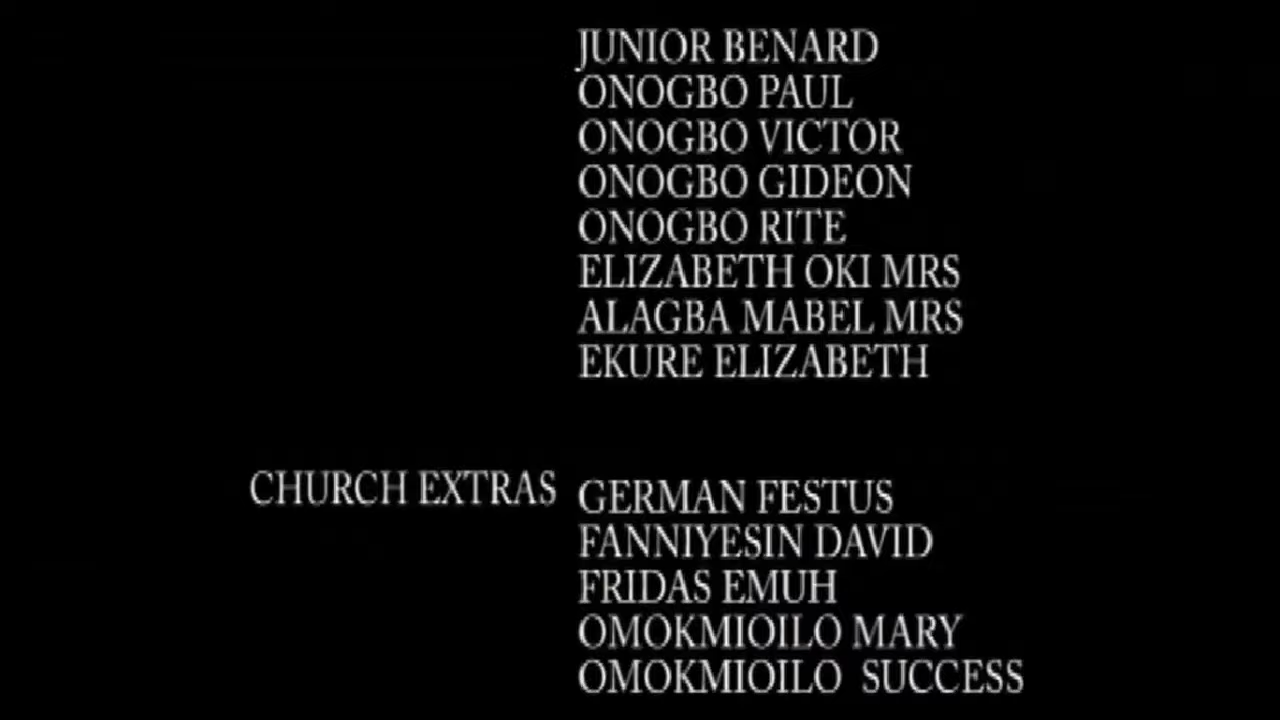 JUNIOR BENARD
ONOGBO PAUL
ONOGBO VICTOR
ONOGBO GIDEON
ONOGBO RITE
ELIZABETH OKI MRS
ALAGBA MABEL MRS
EKURE ELIZABETH
CHURCH EXTRAS GERMAN FESTUS
FANNIYESIN DAVID
FRIDAS EMUH
OMOKMIOILO MARY
OMOKMIOILO SUCCESS